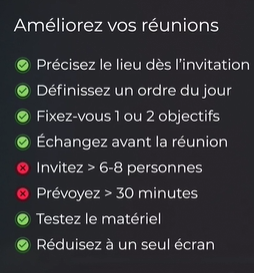 Améliorez vos réunions
Précisez le lieu dès l'invitation
Définissez un ordre du jour
Fixez-vous 1 ou 2 objectifs
Échangez avant la réunion
Invitez > 6-8 personnes
Prévoyez > 30 minutes
Testez le matériel
Réduisez à un seul écran